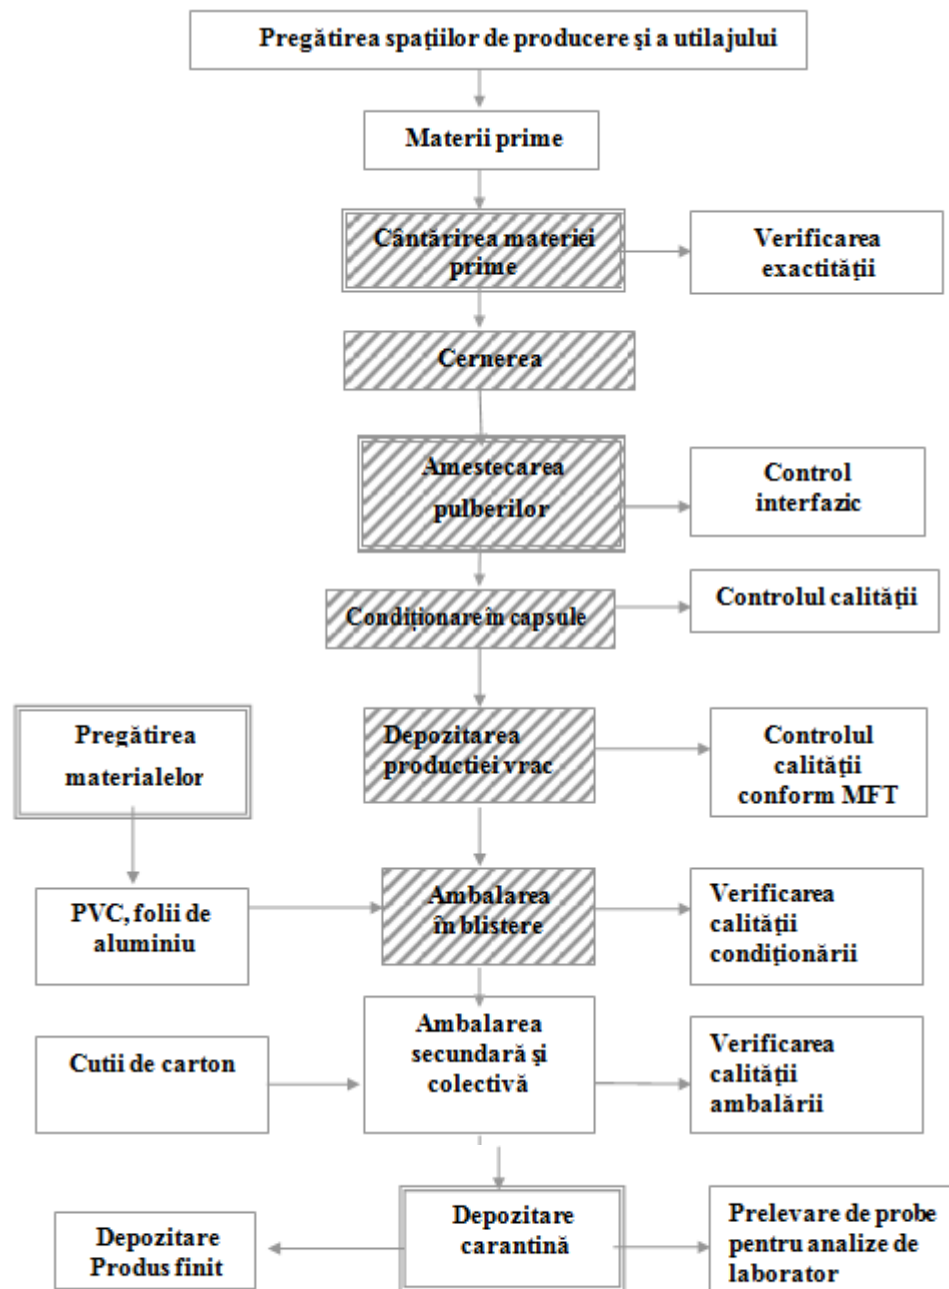 Pregătirea spațiilor de producere și a utilajului
Materii prime
Cântărirea materiei
prime
Verificarea
exactității
Cernerea
Amestecarea
pulberilor
Control
interfazic
Condiționare în capsule
Controlul calității
Pregătirea
materialelor
Depozitarea
productiei vrac
Controlul
calității
conform MFT
PVC, folii de
aluminiu
Ambalarea
în blistere
Verificarea
calității
condiționării
Cutii de carton
Ambalarea
secundară și
colectivă
Verificarea
calității
ambalării
Depozitare
Produs finit
Depozitare
carantină
Prelevare de probe
pentru analize de
laborator